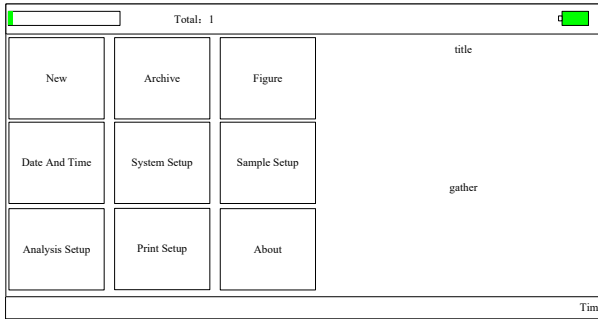 Total：1
title
New
Archive
Figure
Date And Time
System Setup
Sample Setup
gather
Analysis Setup
Print Setup
About
Tim